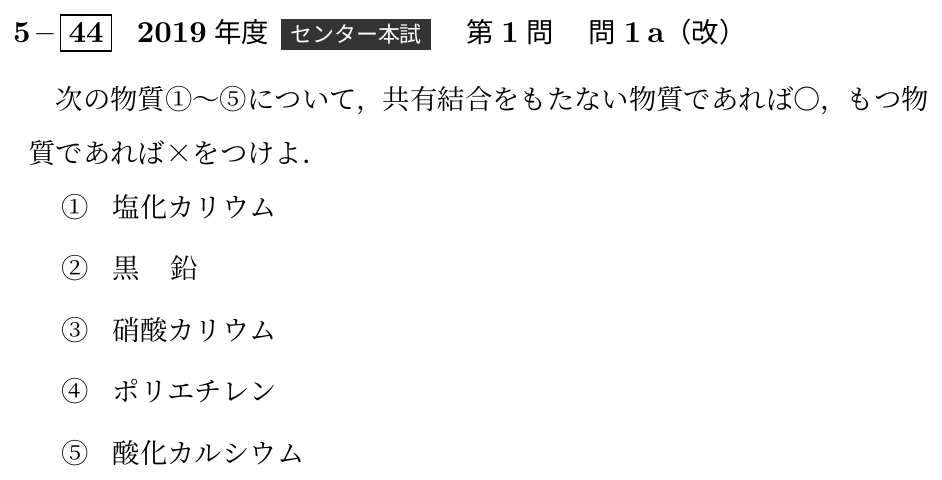 5－44 2019 年度 センター本試 第 1 問 問 1 a（改）
次の物質①～⑤について，共有結合をもたない物質であれば○，もつ物
質であれば×をつけよ．
① 塩化カリウム
② 黒 鉛
③ 硝酸カリウム
④ ポリエチレン
⑤ 酸化カルシウム